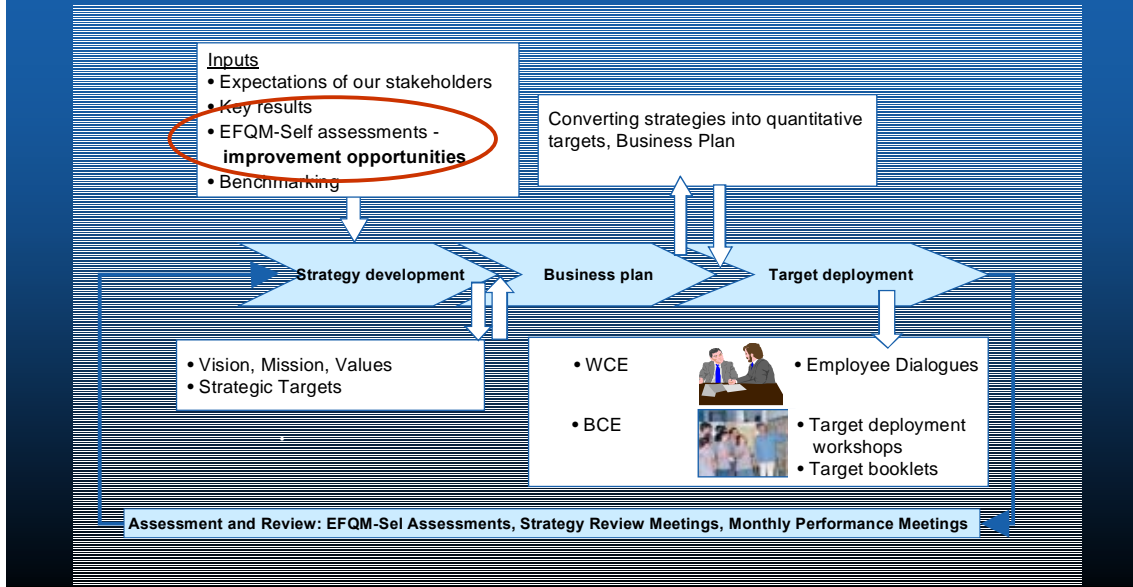 Inputs
• Expectations of our stakeholders
• Key results
• EFQM-Self assessments -
improvement opportunities
• Benchmarking
Converting strategies into quantitative
targets, Business Plan
Strategy development
Business plan
Target deployment
• Vision, Mission, Values
• Strategic Targets
• WCE
• Employee Dialogues
• BCE
• Target deployment
workshops
• Target booklets
Assessment and Review: EFQM-Sel Assessments, Strategy Review Meetings, Monthly Performance Meetings